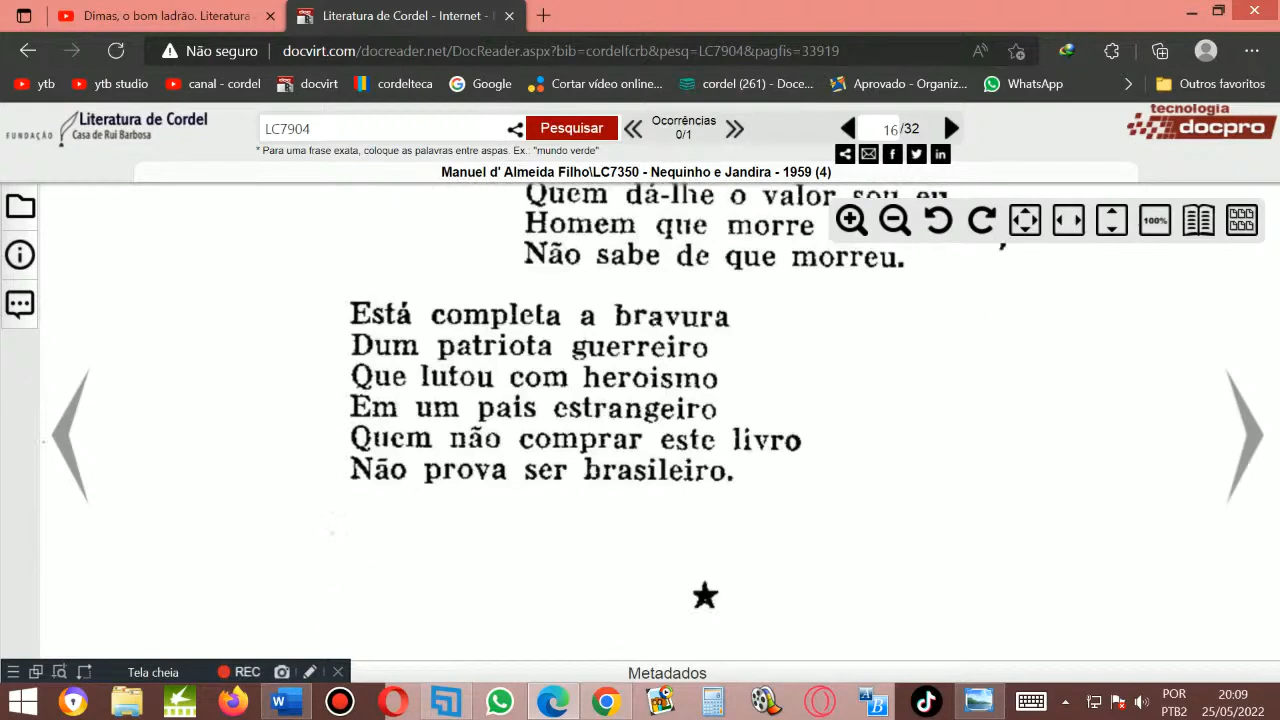 Dimas, o bom ladrão. Literatura
Literatura de Cordel - Internet -
Não seguro
docvirt.com/docreader.net/DocReader.aspx?bib=cordelfcrb&pesq=LC7904&pagfis=33919
ytb
ytb studio
canal - cordel
docvirt
cordelteca
Google
Cortar vídeo online...
cordel (261) - Doce...
Aprovado - Organiz...
WhatsApp
Outros favoritos
FUNDAÇÃO
Literatura de Cordel
Casa de Rui Barbosa
LC7904
Pesquisar
Ocorrências
0/1
16 /32
tecnologia
docpro
* Para uma frase exata, coloque as palavras entre aspas. Ex.: "mundo verde"
Manuel d' Almeida Filho\LC7350 - Nequinho e Jandira - 1959 (4)
100%
Quem dá-lhe o valor sou eu
Homem que morre
Não sabe de que morreu.
Está completa a bravura
Dum patriota guerreiro
Que lutou com heroismo
Em um pais estrangeiro
Quem não comprar este livro
Não prova ser brasileiro.
Tela cheia
REC
Metadados
POR
PTB2
20:09
25/05/2022